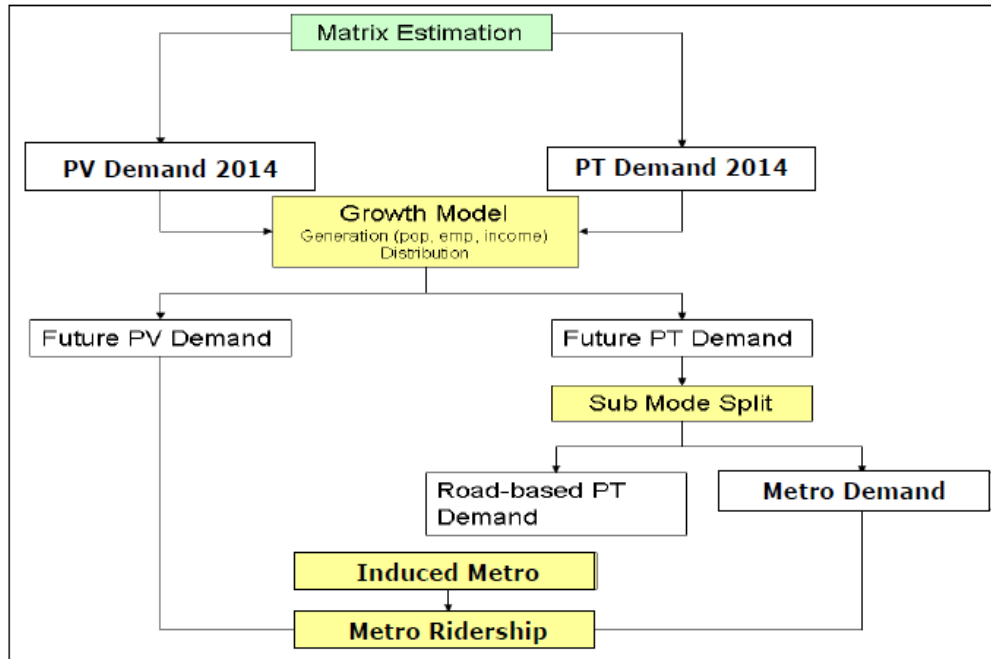 Matrix Estimation
PV Demand 2014
PT Demand 2014
Growth Model
Generation (pop, emp, income)
Distribution
Future PV Demand
Future PT Demand
Sub Mode Split
Road-based PT
Demand
Metro Demand
Induced Metro
Metro Ridership